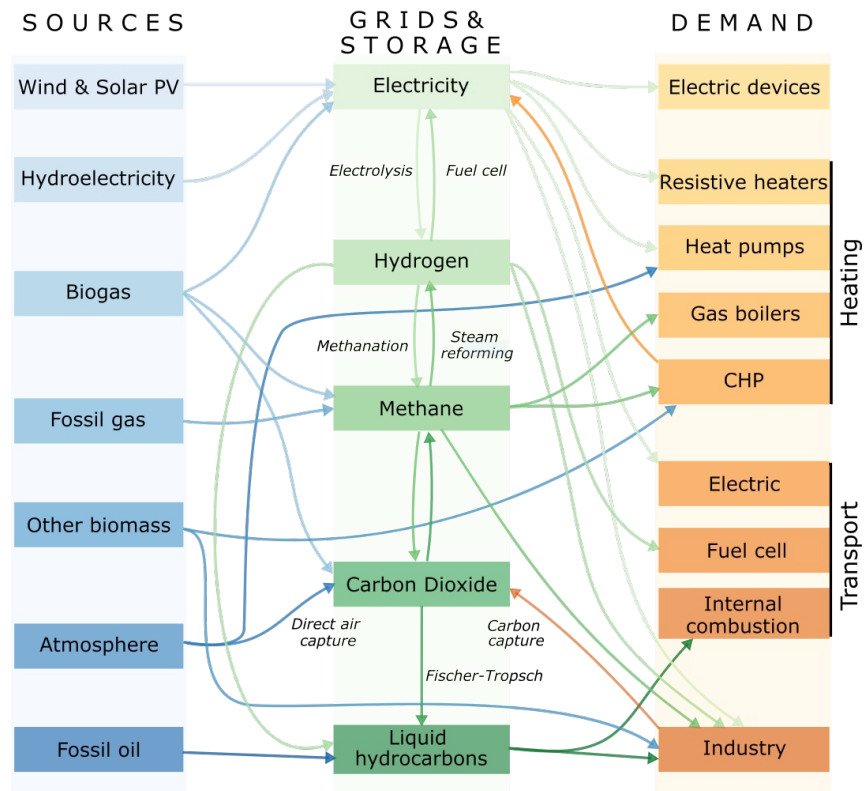 SOURCES
GRIDS &
STORAGE
DEMAND
Wind & Solar PV
Hydroelectricity
Biogas
Fossil gas
Other biomass
Atmosphere
Fossil oil
Electricity
Electrolysis
Fuel cell
Hydrogen
Methanation
Steam
reforming
Methane
Carbon Dioxide
Direct air
capture
Carbon
capture
Fischer-Tropsch
Liquid
hydrocarbons
Electric devices
Resistive heaters
Heat pumps
Gas boilers
CHP
Heating
Electric
Fuel cell
Internal
combustion
Transport
Industry